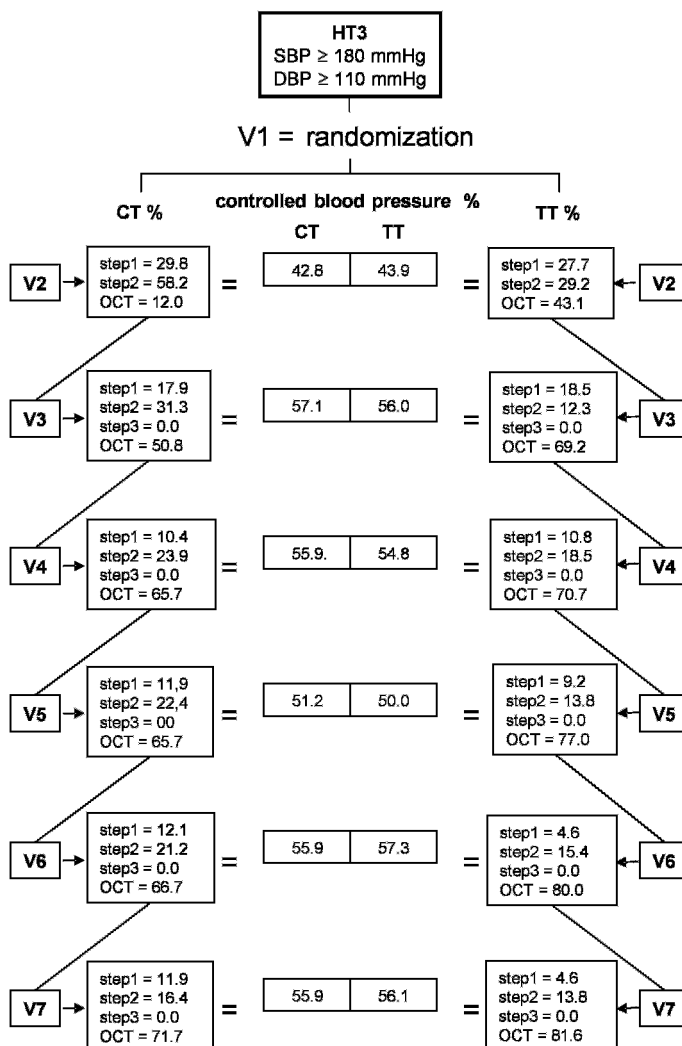 HT3
SBP ≥ 180 mmHg
DBP ≥ 110 mmHg
V1 = randomization
CT %
controlled blood pressure %
CT TT
TT %
V2
step1 = 29.8
step2 = 58.2
OCT = 12.0
=
42.8 43.9
=
step1 = 27.7
step2 = 29.2
OCT = 43.1
V2
V3
step1 = 17.9
step2 = 31.3
step3 = 0.0
OCT = 50.8
=
57.1 56.0
=
step1 = 18.5
step2 = 12.3
step3 = 0.0
OCT = 69.2
V3
V4
step1 = 10.4
step2 = 23.9
step3 = 0.0
OCT = 65.7
=
55.9. 54.8
=
step1 = 10.8
step2 = 18.5
step3 = 0.0
OCT = 70.7
V4
V5
step1 = 11,9
step2 = 22,4
step3 = 00
OCT = 65.7
=
51.2 50.0
=
step1 = 9.2
step2 = 13.8
step3 = 0.0
OCT = 77.0
V5
V6
step1 = 12.1
step2 = 21.2
step3 = 0.0
OCT = 66.7
=
55.9 57.3
=
step1 = 4.6
step2 = 15.4
step3 = 0.0
OCT = 80.0
V6
V7
step1 = 11.9
step2 = 16.4
step3 = 0.0
OCT = 71.7
=
55.9 56.1
=
step1 = 4.6
step2 = 13.8
step3 = 0.0
OCT = 81.6
V7